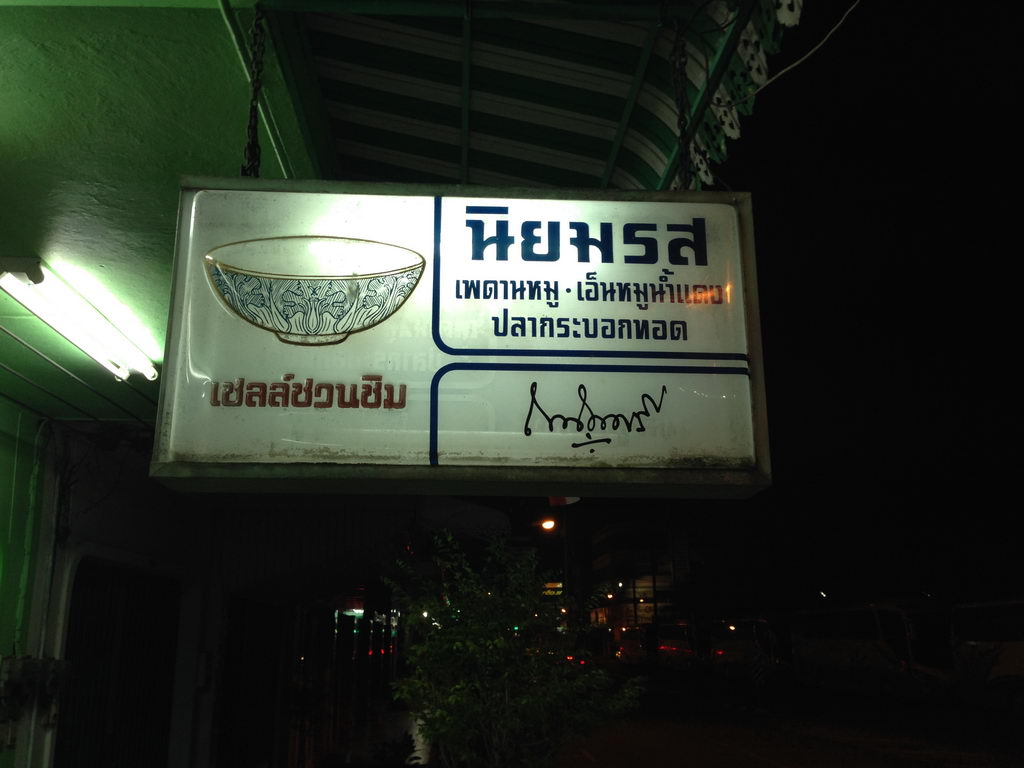 นิยมรส
เพดานหมู · เอ็นหมูน้ำแดง
ปลากระบอกทอด
เชลล์ชวนชิม